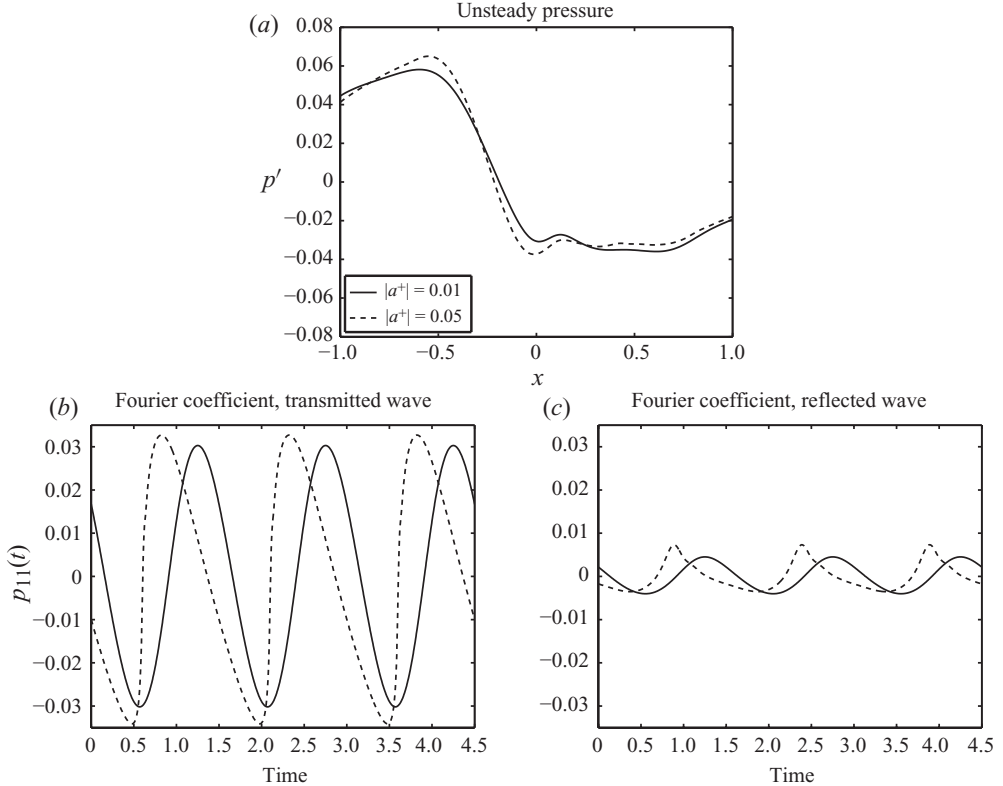 (a) Unsteady pressure
0.08
0.06
0.04
0.02
0
−0.02
−0.04
−0.06
−0.08
p′
|a⁺| = 0.01
|a⁺| = 0.05
−1.0 −0.5 0 0.5 1.0
x
(b) Fourier coefficient, transmitted wave
0.03
0.02
0.01
0
−0.01
−0.02
−0.03
p₁₁(t)
0 0.5 1.0 1.5 2.0 2.5 3.0 3.5 4.0 4.5
Time
(c) Fourier coefficient, reflected wave
0.03
0.02
0.01
0
−0.01
−0.02
−0.03
0 0.5 1.0 1.5 2.0 2.5 3.0 3.5 4.0 4.5
Time